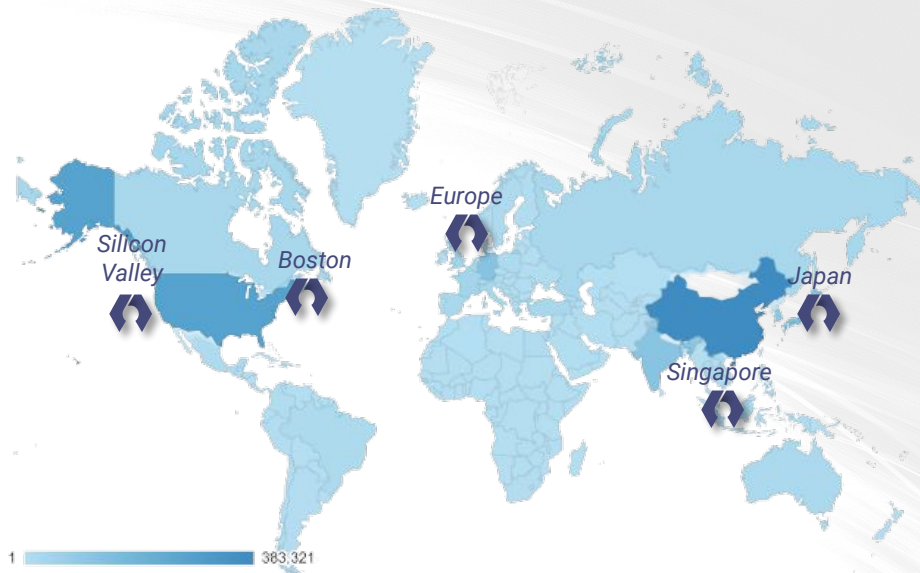 Europe
Silicon
Valley
Boston
Japan
Singapore
1
383,321